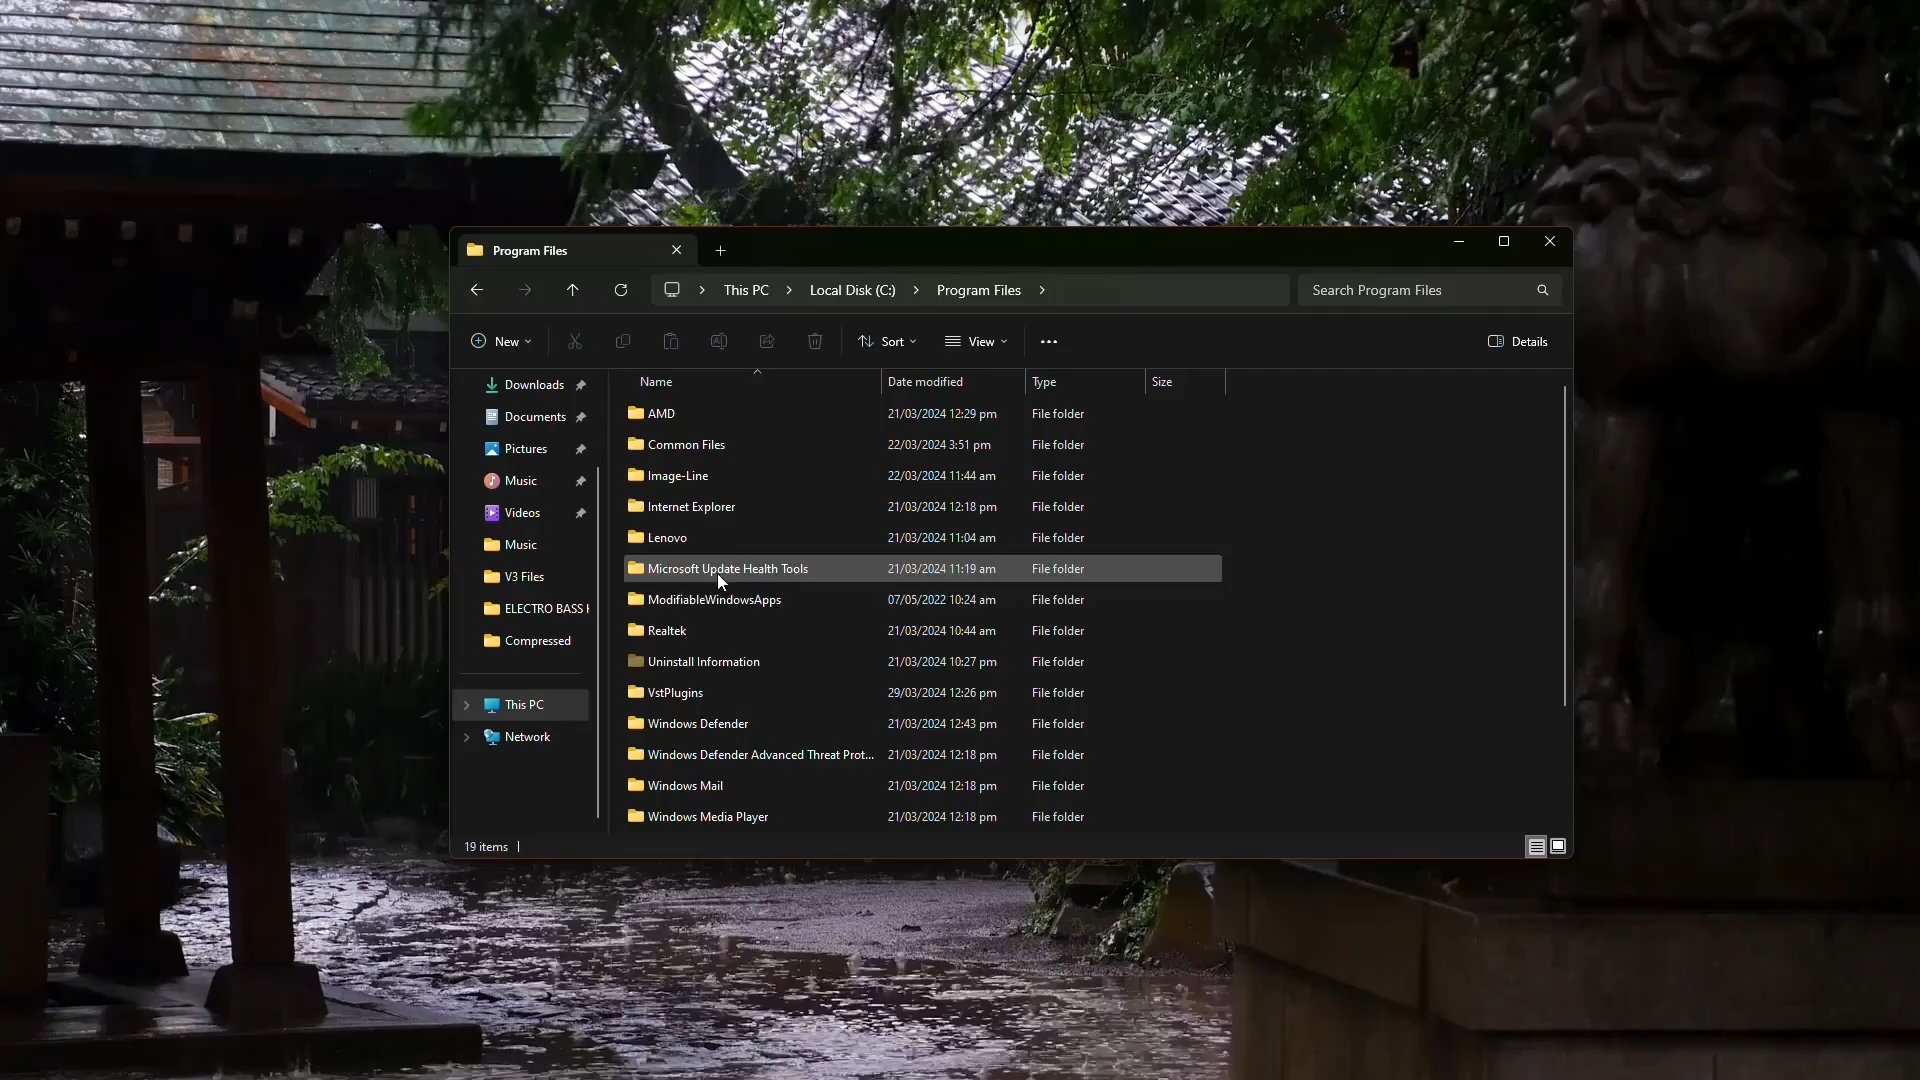 Program Files
This PC > Local Disk (C:) > Program Files >
Search Program Files
New
Sort
View
Details
Downloads
Documents
Pictures
Music
Videos
Music
V3 Files
ELECTRO BASS
Compressed
This PC
Network
Name Date modified Type Size
AMD 21/03/2024 12:29 pm File folder
Common Files 22/03/2024 3:51 pm File folder
Image-Line 22/03/2024 11:44 am File folder
Internet Explorer 21/03/2024 12:18 pm File folder
Lenovo 21/03/2024 11:04 am File folder
Microsoft Update Health Tools 21/03/2024 11:19 am File folder
ModifiableWindowsApps 07/05/2022 10:24 am File folder
Realtek 21/03/2024 10:44 am File folder
Uninstall Information 21/03/2024 10:27 pm File folder
VstPlugins 29/03/2024 12:26 pm File folder
Windows Defender 21/03/2024 12:43 pm File folder
Windows Defender Advanced Threat Prot... 21/03/2024 12:18 pm File folder
Windows Mail 21/03/2024 12:18 pm File folder
Windows Media Player 21/03/2024 12:18 pm File folder
19 items